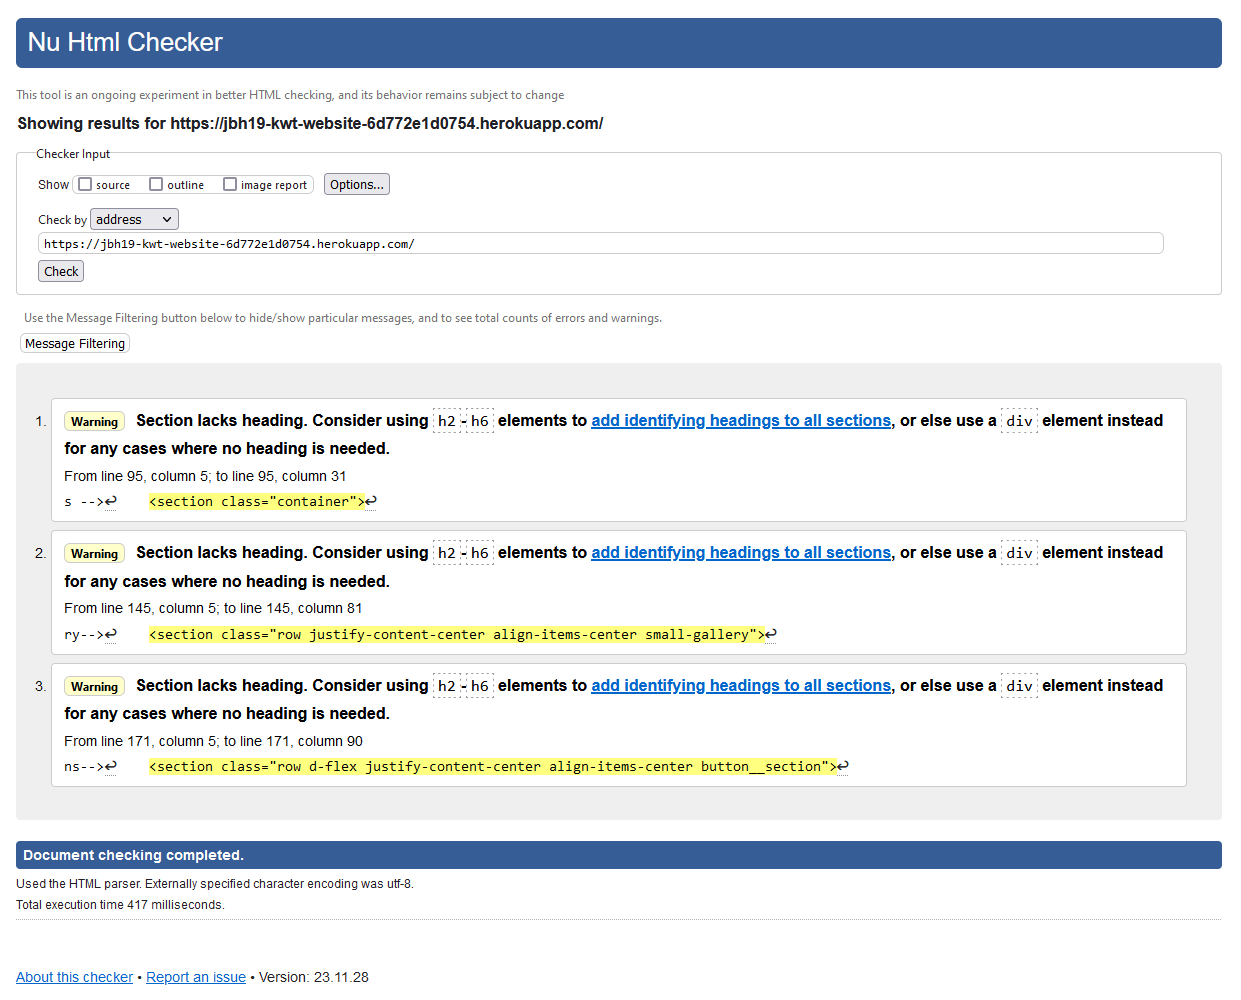 Nu Html Checker
This tool is an ongoing experiment in better HTML checking, and its behavior remains subject to change
Showing results for https://jbh19-kwt-website-6d772e1d0754.herokuapp.com/
Checker Input
Show source outline image report Options...
Check by address
https://jbh19-kwt-website-6d772e1d0754.herokuapp.com/
Check
Use the Message Filtering button below to hide/show particular messages, and to see total counts of errors and warnings.
Message Filtering
1. Warning Section lacks heading. Consider using h2-h6 elements to add identifying headings to all sections, or else use a div element instead
for any cases where no heading is needed.
From line 95, column 5; to line 95, column 31
s -->↩ <section class="container">↩
2. Warning Section lacks heading. Consider using h2-h6 elements to add identifying headings to all sections, or else use a div element instead
for any cases where no heading is needed.
From line 145, column 5; to line 145, column 81
ry-->↩ <section class="row justify-content-center align-items-center small-gallery">↩
3. Warning Section lacks heading. Consider using h2-h6 elements to add identifying headings to all sections, or else use a div element instead
for any cases where no heading is needed.
From line 171, column 5; to line 171, column 90
ns-->↩ <section class="row d-flex justify-content-center align-items-center button__section">↩
Document checking completed.
Used the HTML parser. Externally specified character encoding was utf-8.
Total execution time 417 milliseconds.
About this checker • Report an issue • Version: 23.11.28